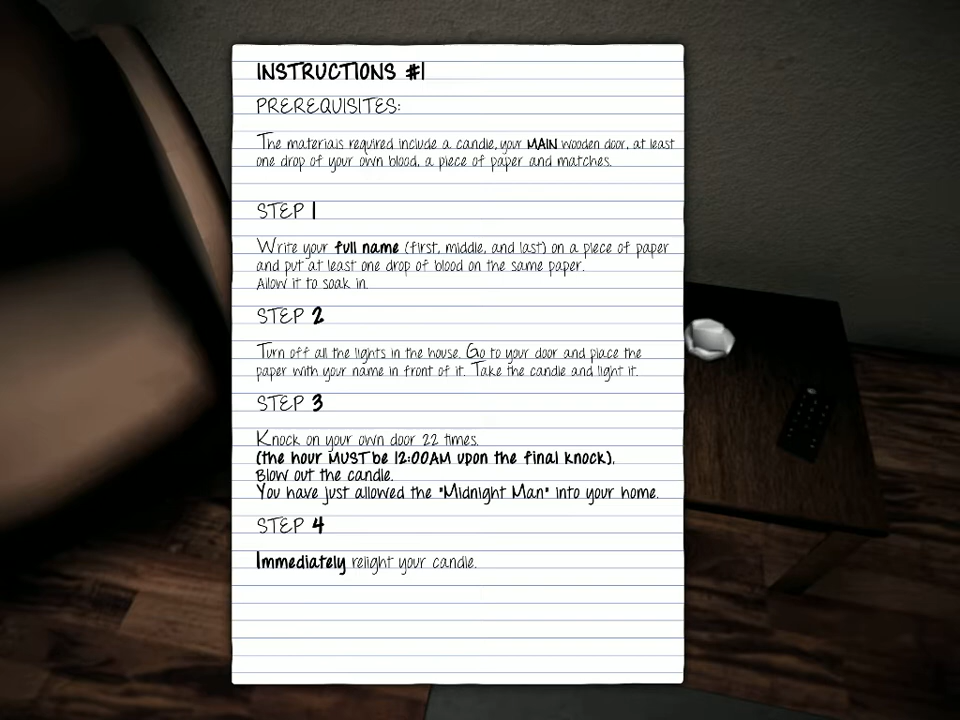 INSTRUCTIONS #1
PREREQUISITES:
The materials required include a candle, your MAIN wooden door, at least
one drop of your own blood, a piece of paper and matches.
STEP 1
Write your full name (first, middle, and last) on a piece of paper
and put at least one drop of blood on the same paper.
Allow it to soak in.
STEP 2
Turn off all the lights in the house. Go to your door and place the
paper with your name in front of it. Take the candle and light it.
STEP 3
Knock on your own door 22 times.
(the hour MUST be 12:00AM upon the final knock).
Blow out the candle.
You have just allowed the "Midnight Man" into your home.
STEP 4
Immediately relight your candle.